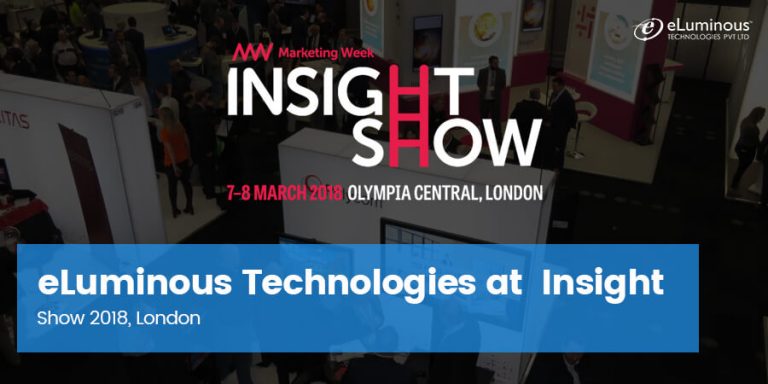 eLuminous
TECHNOLOGIES PVT LTD
MW Marketing Week
INSIGHT
SHOW
7-8 MARCH 2018 OLYMPIA CENTRAL, LONDON
eLuminous Technologies at  Insight
Show 2018, London